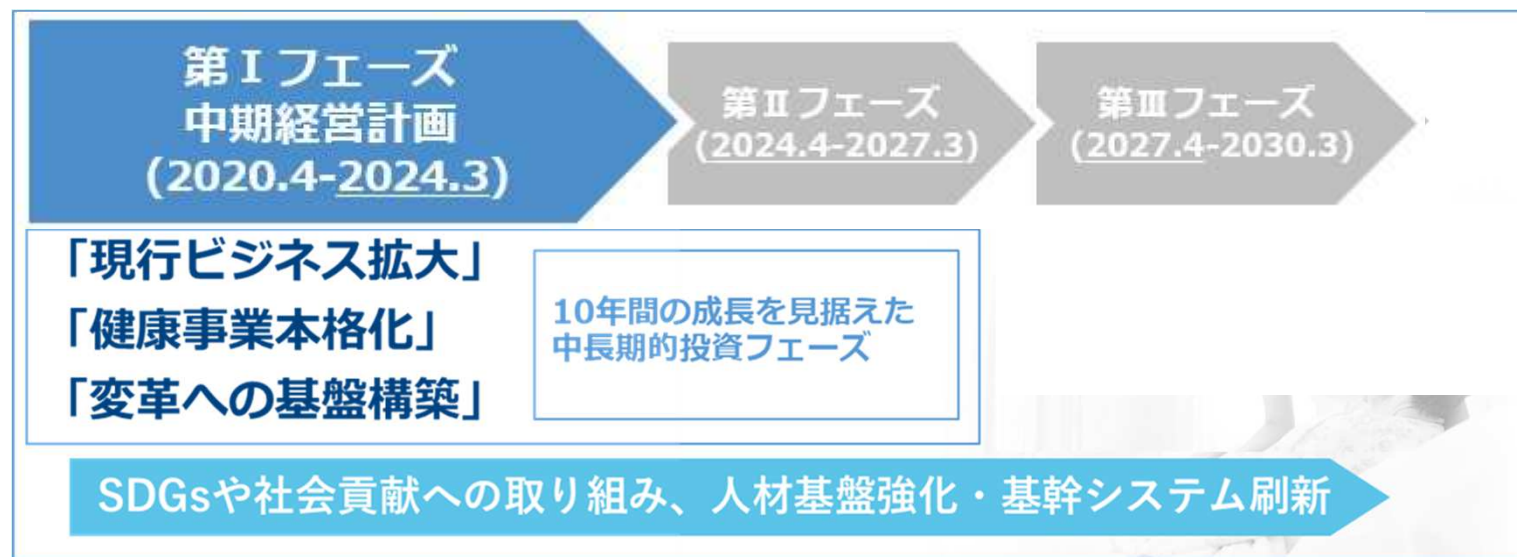 第Ⅰフェーズ
中期経営計画
(2020.4-2024.3)
第Ⅱフェーズ
(2024.4-2027.3)
第Ⅲフェーズ
(2027.4-2030.3)
「現行ビジネス拡大」
「健康事業本格化」
「変革への基盤構築」
10年間の成長を見据えた
中長期的投資フェーズ
SDGsや社会貢献への取り組み、人材基盤強化・基幹システム刷新